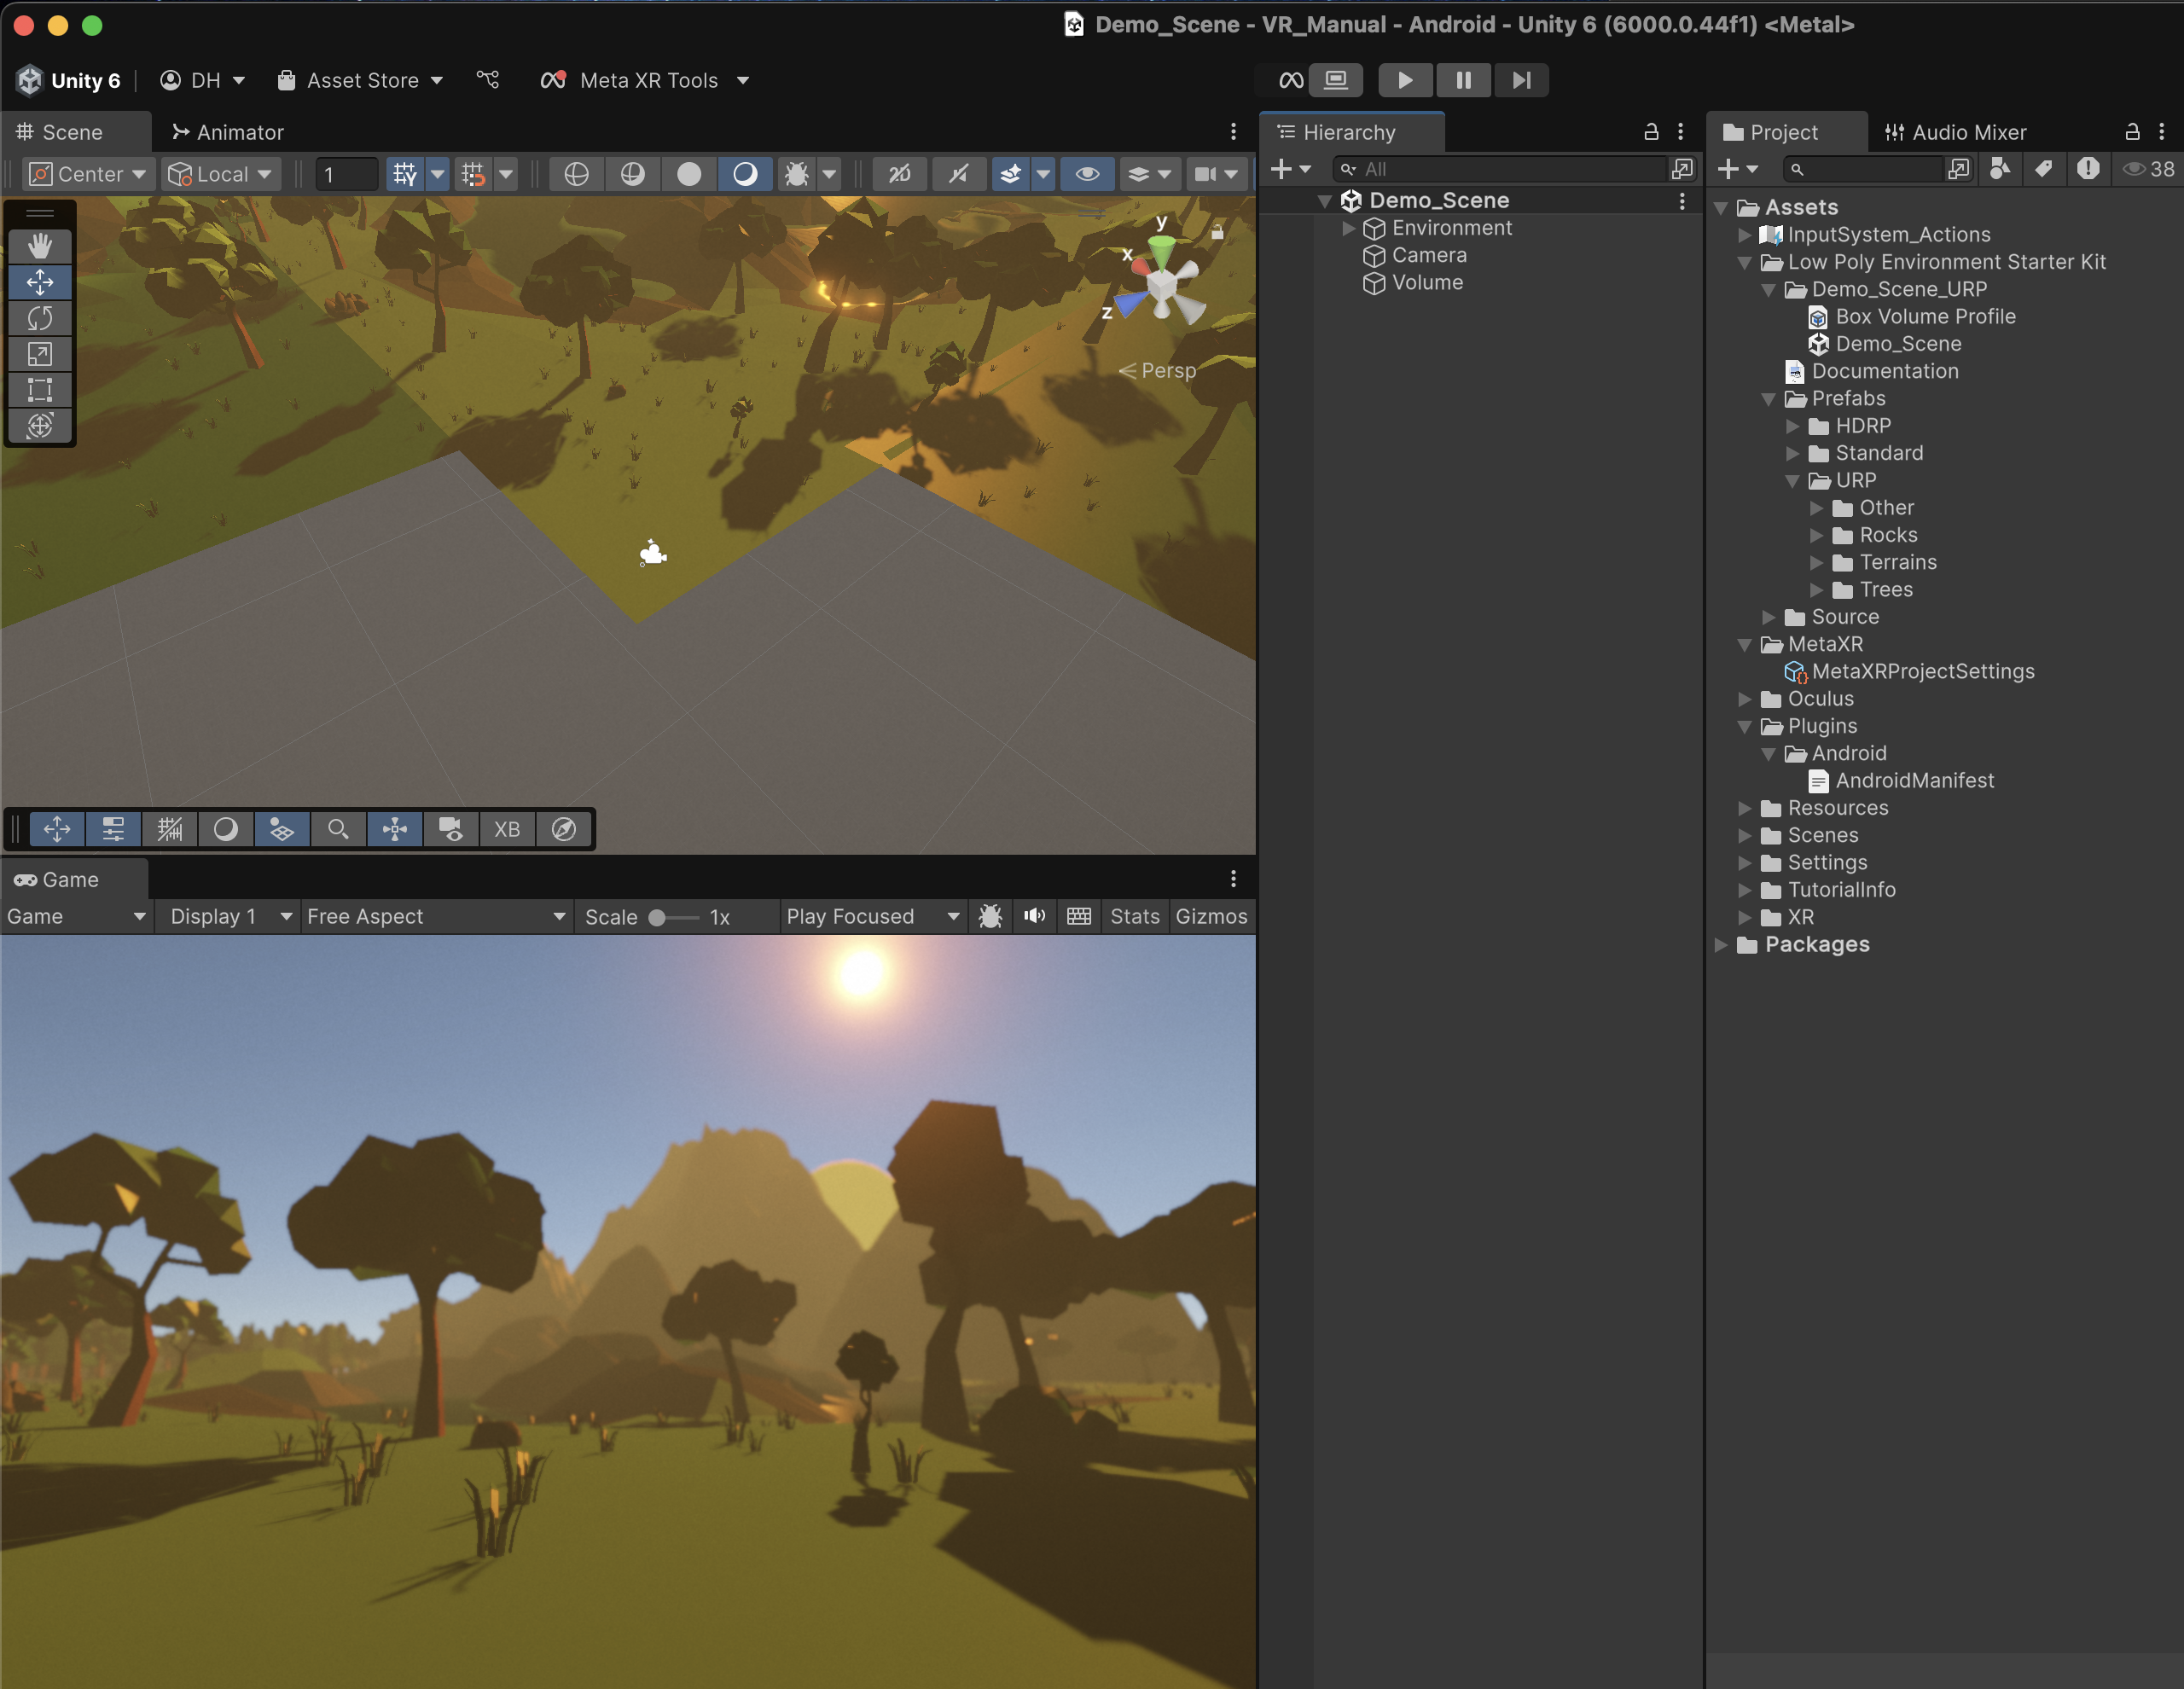 Demo_Scene - VR_Manual - Android - Unity 6 (6000.0.44f1) <Metal>
Unity 6 DH Asset Store Meta XR Tools
Scene Animator
Center Local 1 2D
y
x
z
Persp
XB
Game
Game Display 1 Free Aspect Scale 1x Play Focused Stats Gizmos
Hierarchy
All
Demo_Scene
Environment
Camera
Volume
Project Audio Mixer
38
Assets
InputSystem_Actions
Low Poly Environment Starter Kit
Demo_Scene_URP
Box Volume Profile
Demo_Scene
Documentation
Prefabs
HDRP
Standard
URP
Other
Rocks
Terrains
Trees
Source
MetaXR
MetaXRProjectSettings
Oculus
Plugins
Android
AndroidManifest
Resources
Scenes
Settings
TutorialInfo
XR
Packages